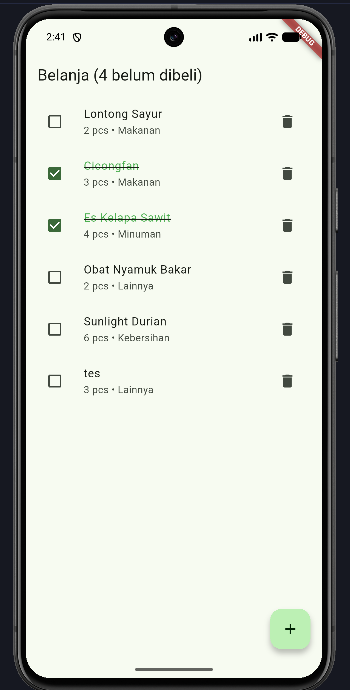 2:41
DEBUG
Belanja (4 belum dibeli)
Lontong Sayur
2 pcs • Makanan
Cicongfan
3 pcs • Makanan
Es Kelapa Sawit
4 pcs • Minuman
Obat Nyamuk Bakar
2 pcs • Lainnya
Sunlight Durian
6 pcs • Kebersihan
tes
3 pcs • Lainnya
+